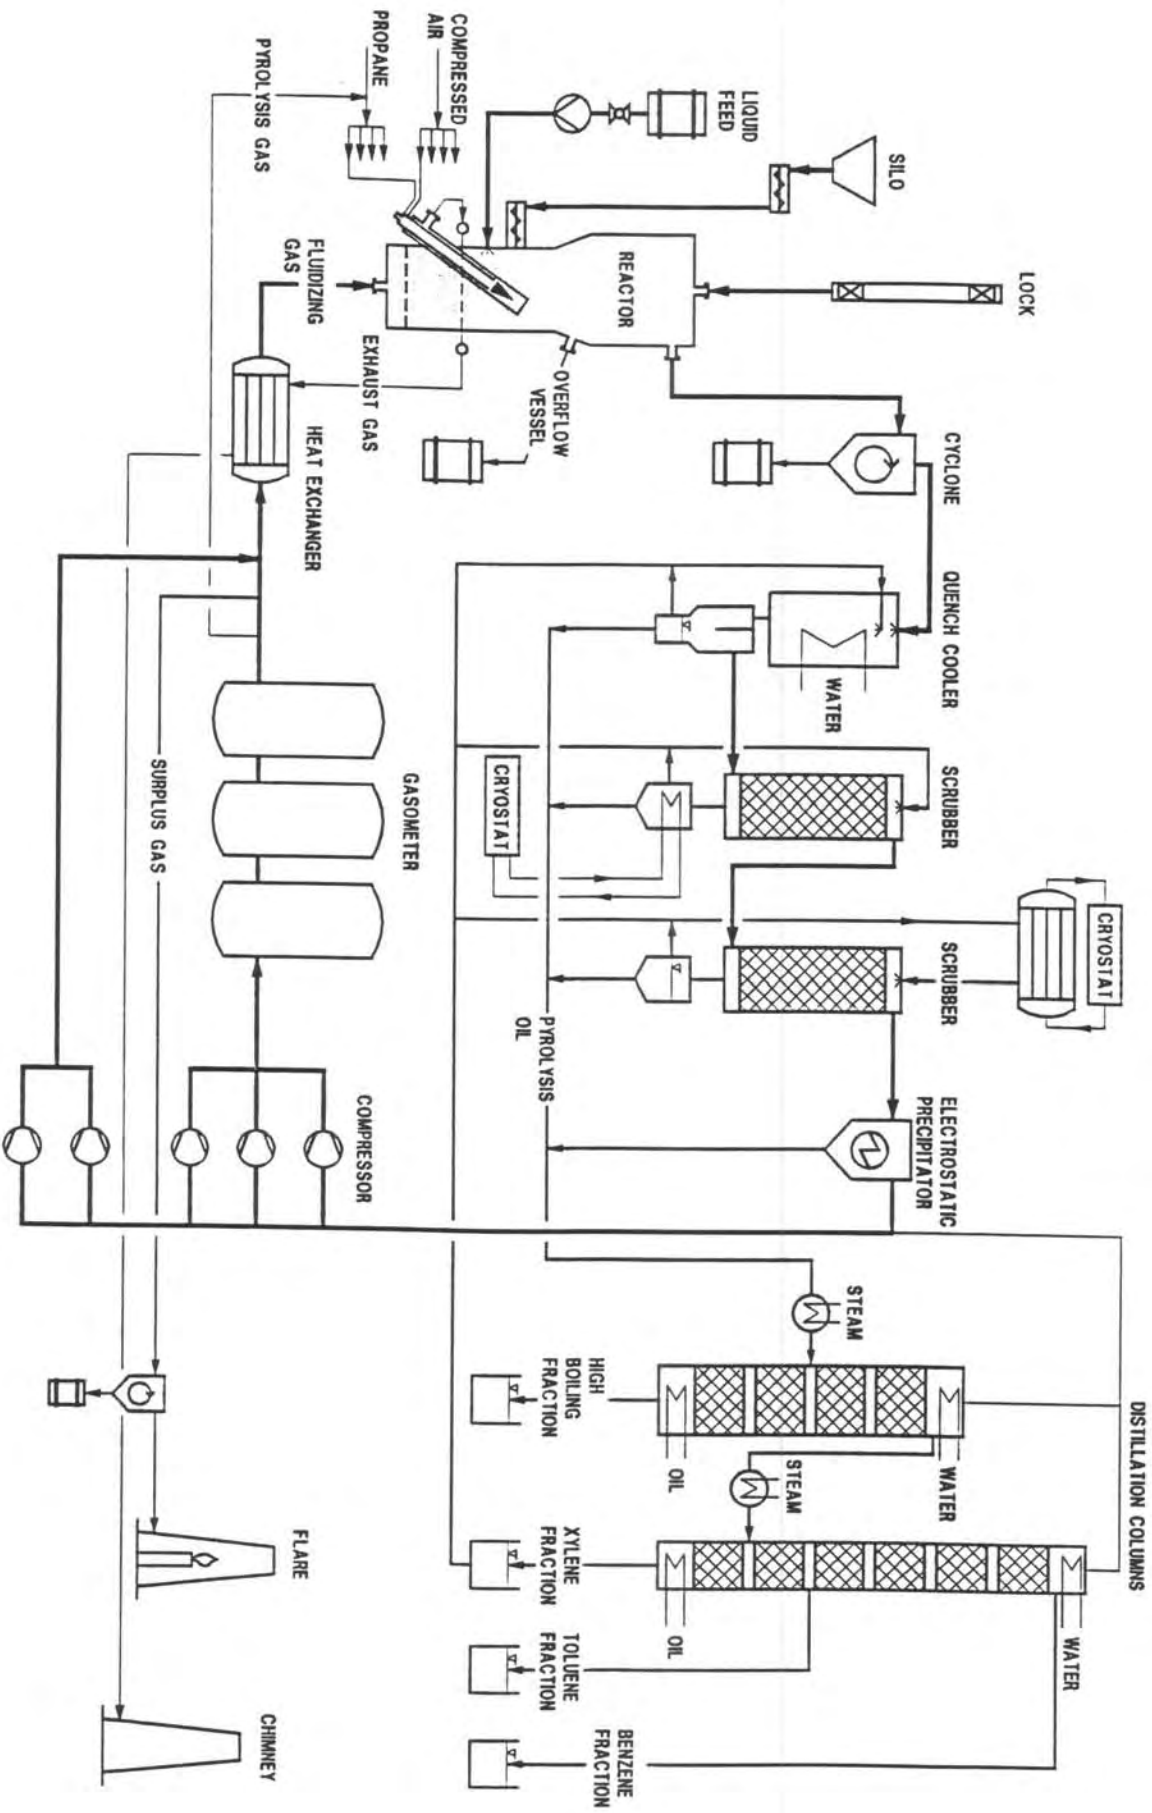 LOCK
SILO
LIQUID
FEED
COMPRESSED
AIR
PROPANE
PYROLYSIS GAS
REACTOR
FLUIDIZING
GAS
EXHAUST GAS
OVERFLOW
VESSEL
CYCLONE
HEAT EXCHANGER
QUENCH COOLER
WATER
SCRUBBER
CRYOSTAT
GASOMETER
SURPLUS GAS
CRYOSTAT
SCRUBBER
PYROLYSIS
OIL
ELECTROSTATIC
PRECIPITATOR
COMPRESSOR
STEAM
HIGH
BOILING
FRACTION
OIL
WATER
STEAM
DISTILLATION COLUMNS
XYLENE
FRACTION
OIL
WATER
TOLUENE
FRACTION
BENZENE
FRACTION
FLARE
CHIMNEY